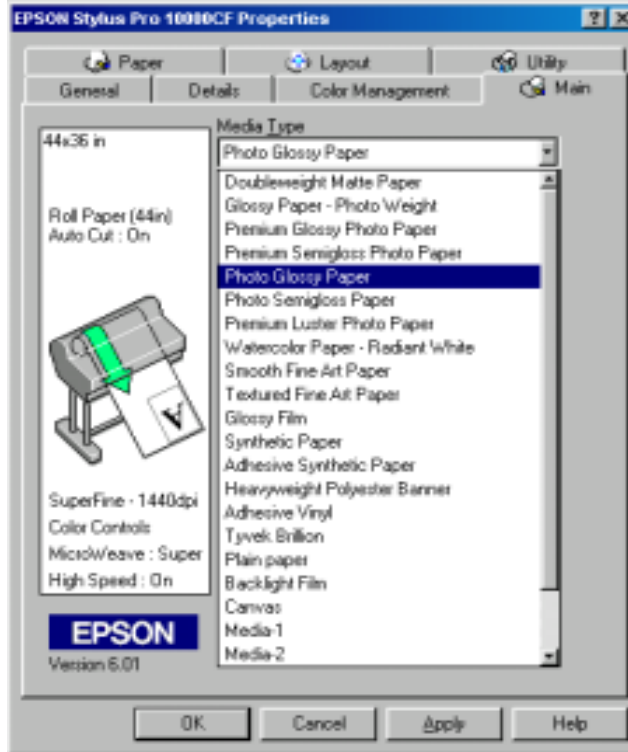 EPSON Stylus Pro 10000CF Properties
Paper Layout Utility
General Details Color Management Main
44x36 in
Roll Paper (44in)
Auto Cut : On
A
SuperFine - 1440dpi
Color Controls
MicroWeave : Super
High Speed : On
EPSON
Version 6.01
Media Type
Photo Glossy Paper
Doubleweight Matte Paper
Glossy Paper - Photo Weight
Premium Glossy Photo Paper
Premium Semigloss Photo Paper
Photo Glossy Paper
Photo Semigloss Paper
Premium Luster Photo Paper
Watercolor Paper - Radiant White
Smooth Fine Art Paper
Textured Fine Art Paper
Glossy Film
Synthetic Paper
Adhesive Synthetic Paper
Heavyweight Polyester Banner
Adhesive Vinyl
Tyvek Brillion
Plain paper
Backlight Film
Canvas
Media-1
Media-2
OK Cancel Apply Help